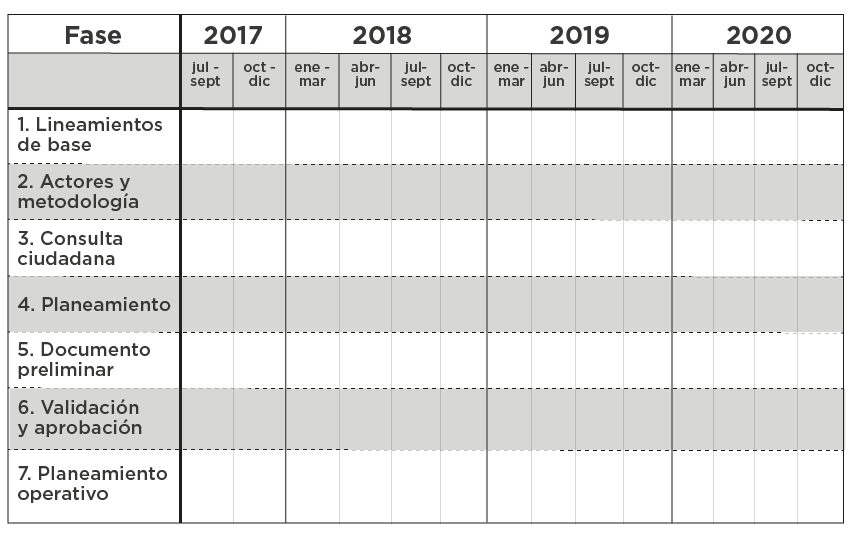 Fase 2017 2018 2019 2020
jul - oct - ene - abr- jul- oct- ene - abr- jul- oct- ene - abr- jul- oct-
sept dic mar jun sept dic mar jun sept dic mar jun sept dic
1. Lineamientos
de base
2. Actores y
metodología
3. Consulta
ciudadana
4. Planeamiento
5. Documento
preliminar
6. Validación
y aprobación
7. Planeamiento
operativo